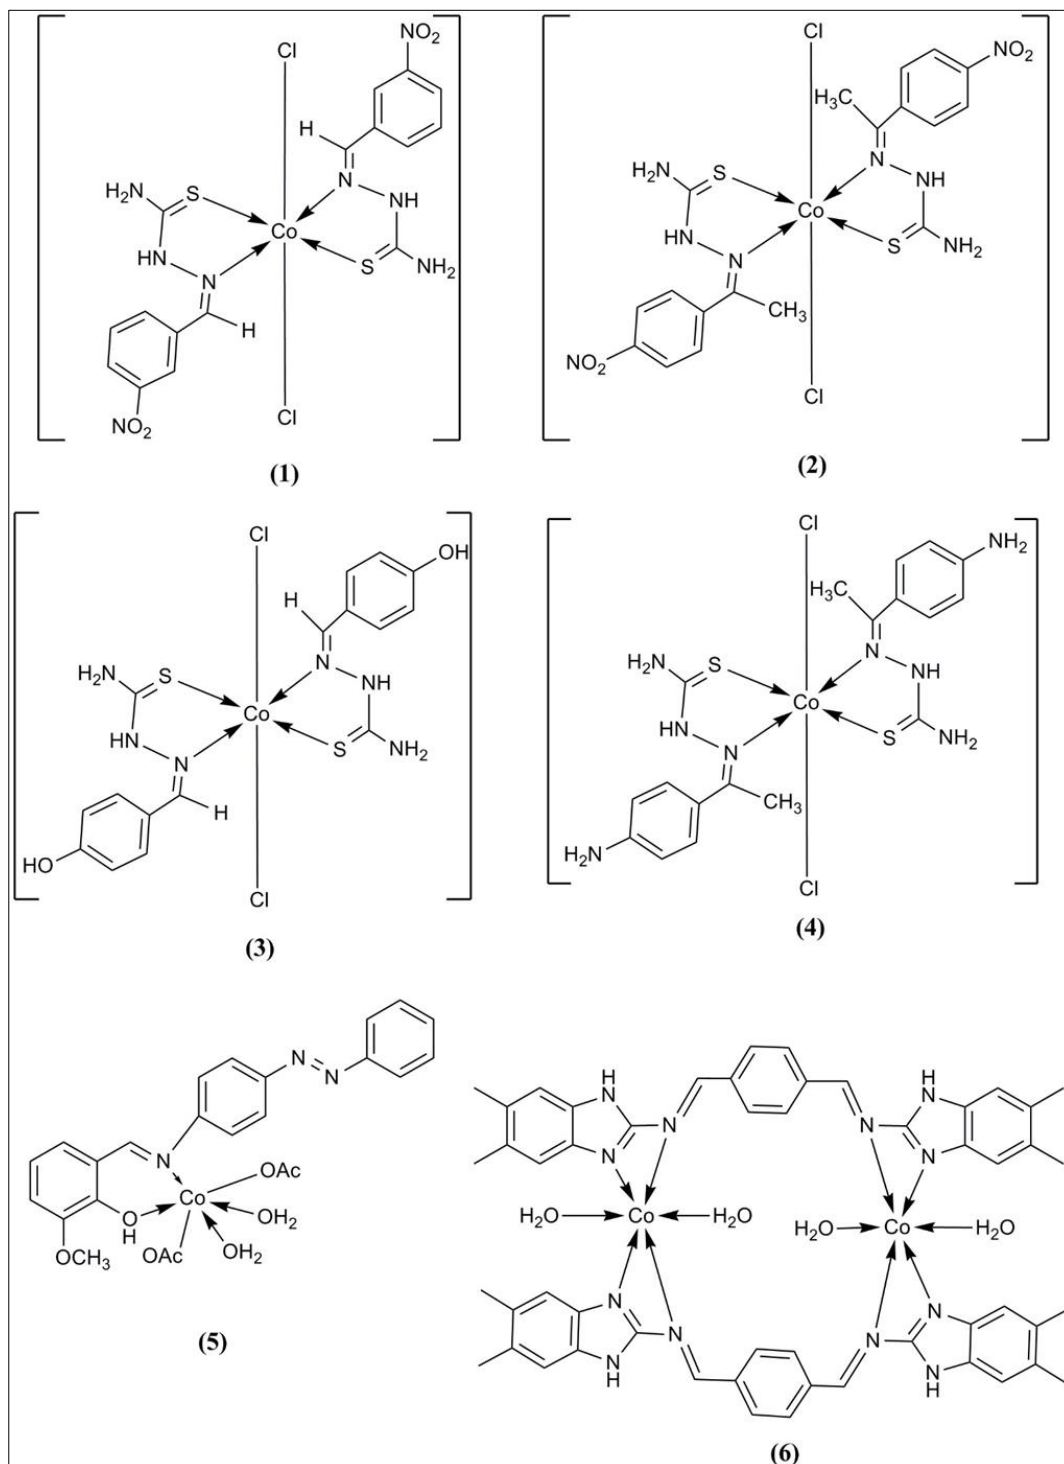 NO₂
Cl
H
N
NH
H₂N
S
Co
S
NH₂
HN
N
H
NO₂
Cl
(1)
Cl
NO₂
H₃C
N
NH
H₂N
S
Co
S
NH₂
HN
N
CH₃
NO₂
Cl
(2)
Cl
OH
H
N
NH
H₂N
S
Co
S
NH₂
HN
N
H
HO
Cl
(3)
Cl
NH₂
H₃C
N
NH
H₂N
S
Co
S
NH₂
HN
N
CH₃
H₂N
Cl
(4)
N
N
N
OAc
Co
O
H
OH₂
OCH₃
OAc
OH₂
(5)
H
N
N
N
N
H
N
N
H₂O
Co
H₂O
H₂O
Co
H₂O
N
N
N
H
N
N
N
H
(6)